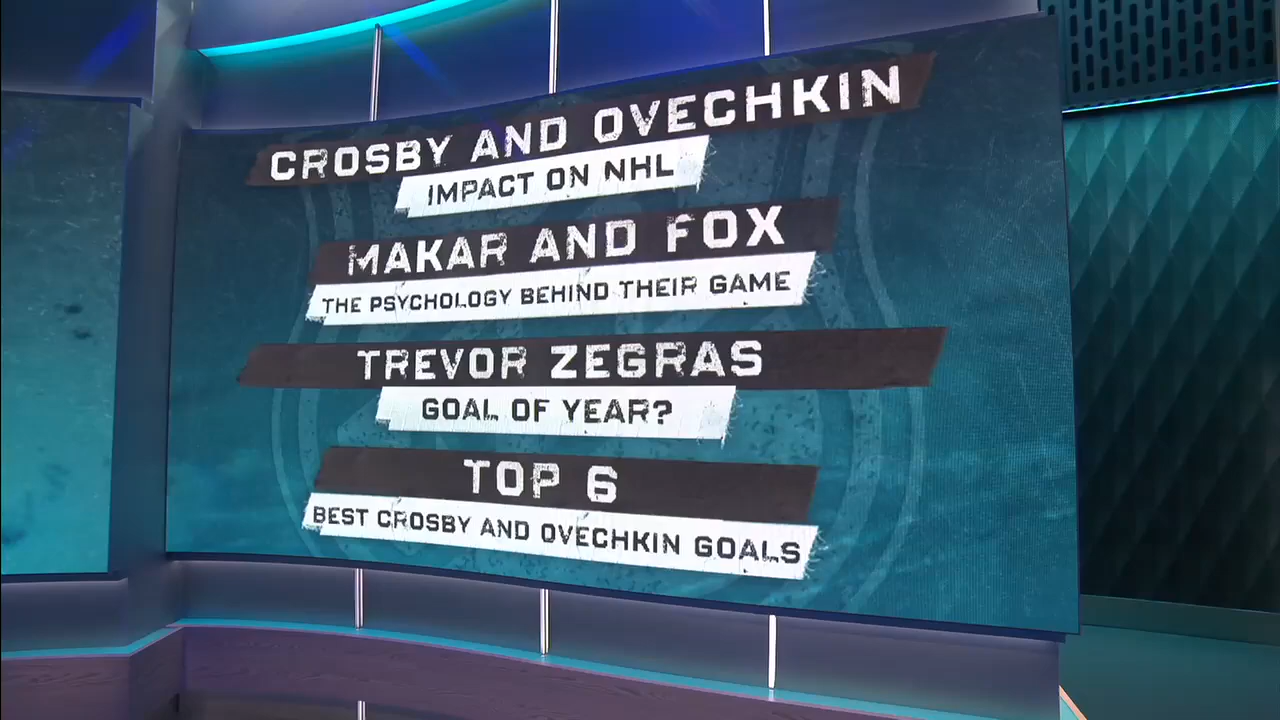 CROSBY AND OVECHKIN
IMPACT ON NHL
MAKAR AND FOX
THE PSYCHOLOGY BEHIND THEIR GAME
TREVOR ZEGRAS
GOAL OF YEAR?
TOP 6
BEST CROSBY AND OVECHKIN GOALS